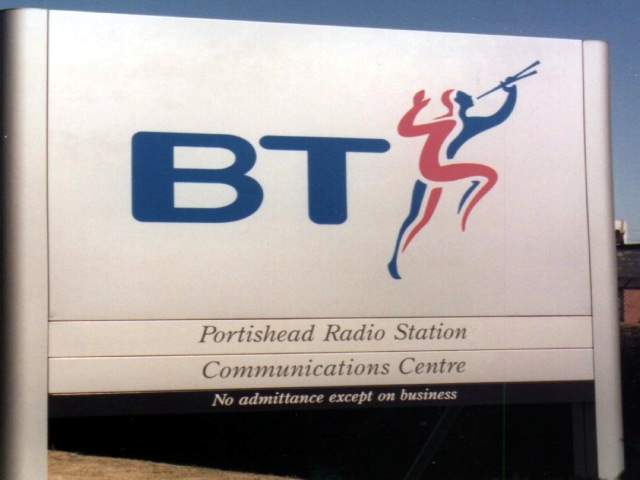 BT
Portishead Radio Station
Communications Centre
No admittance except on business